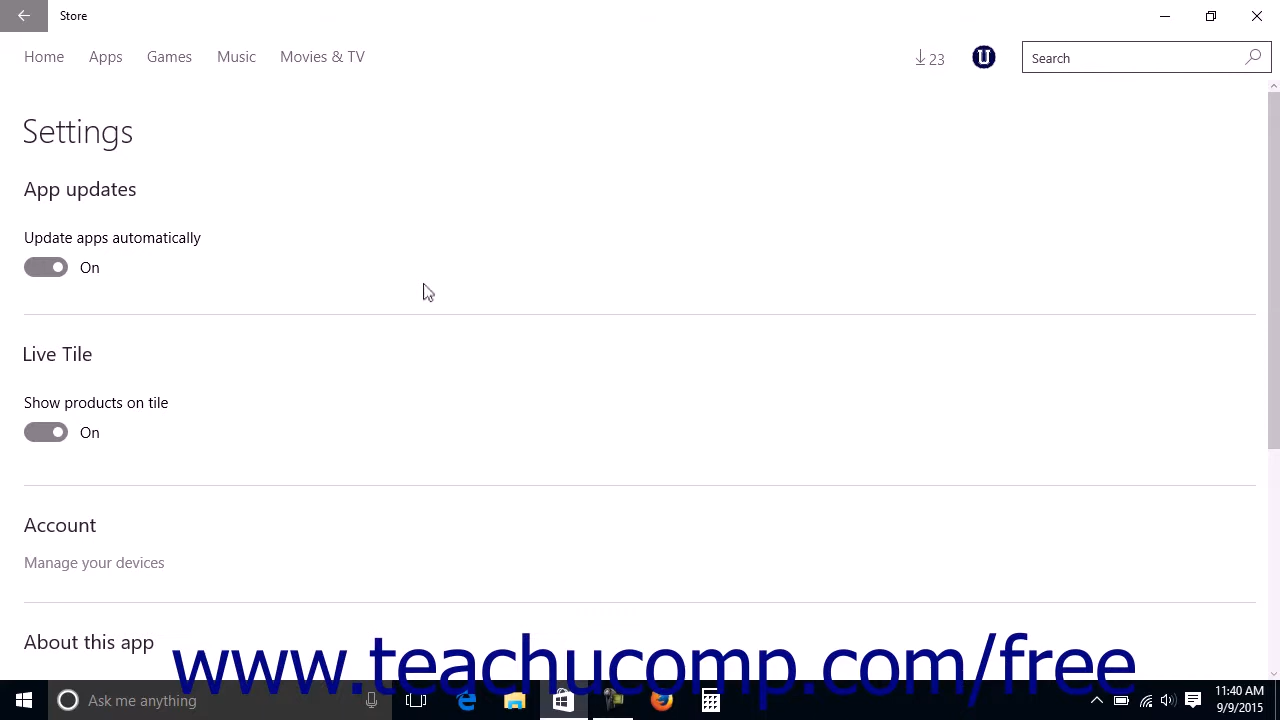 Store
Home Apps Games Music Movies & TV 23 U Search
Settings
App updates
Update apps automatically
On
Live Tile
Show products on tile
On
Account
Manage your devices
About this app
www.teachucomp.com/free
Ask me anything
11:40 AM
9/9/2015